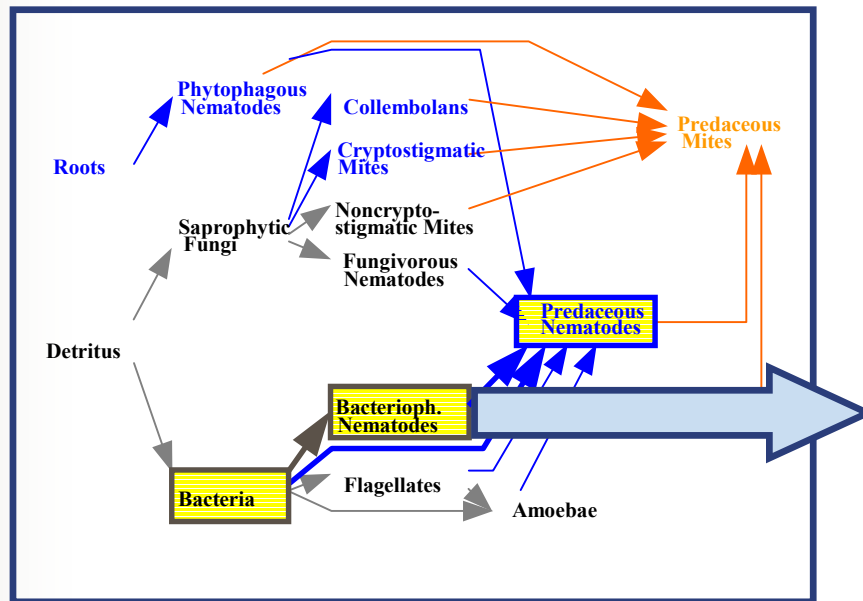 Phytophagous
Nematodes
Collembolans
Predaceous
Mites
Roots
Cryptostigmatic
Mites
Saprophytic
Fungi
Noncrypto-
stigmatic Mites
Fungivorous
Nematodes
Predaceous
Nematodes
Detritus
Bacterioph.
Nematodes
Bacteria
Flagellates
Amoebae